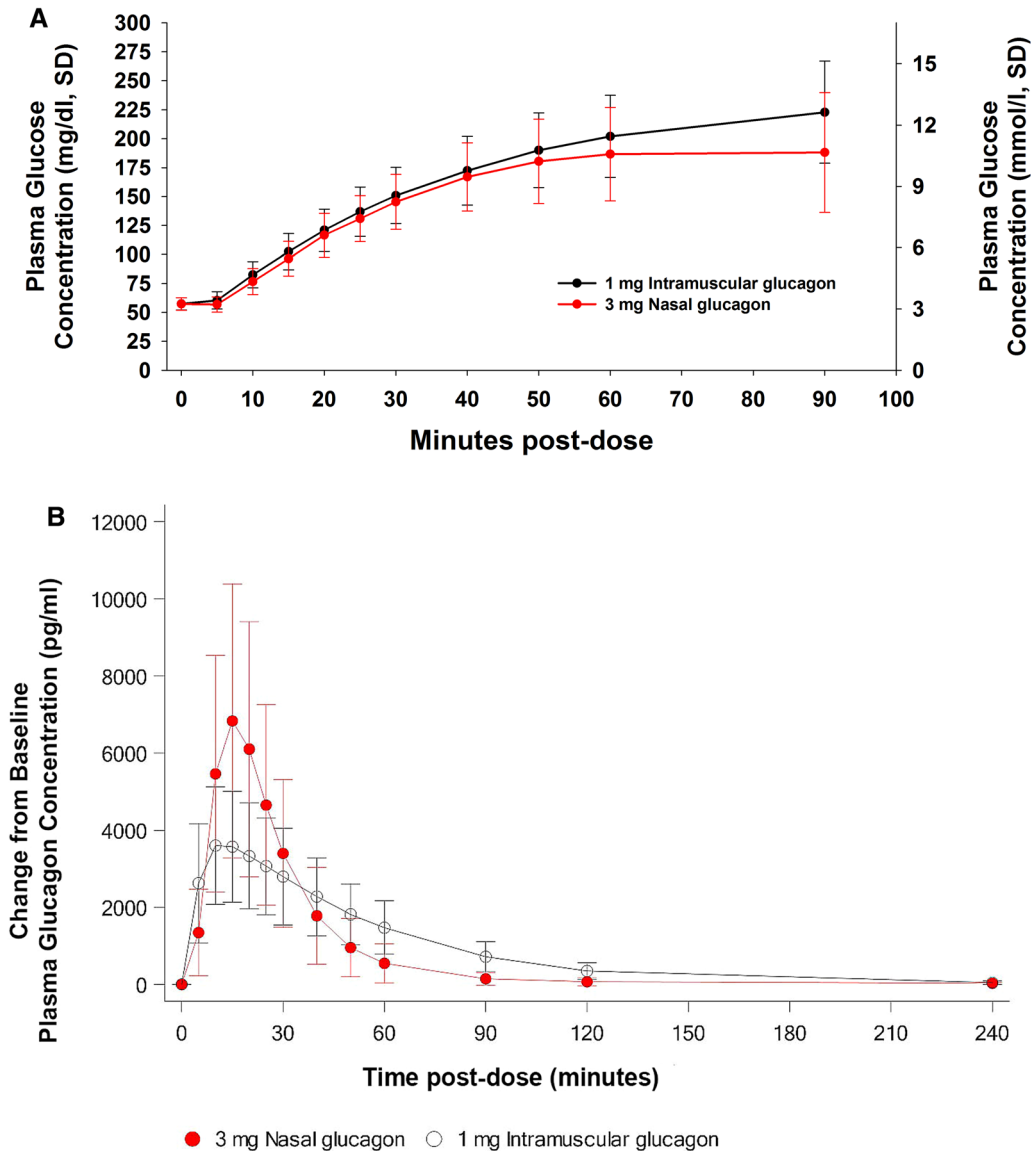 A
Plasma Glucose
Concentration (mg/dl, SD)
300
275
250
225
200
175
150
125
100
75
50
25
0
15
12
9
6
3
0
Plasma Glucose
Concentration (mmol/l, SD)
1 mg Intramuscular glucagon
3 mg Nasal glucagon
0 10 20 30 40 50 60 70 80 90 100
Minutes post-dose
B
Change from Baseline
Plasma Glucagon Concentration (pg/ml)
12000
10000
8000
6000
4000
2000
0
0 30 60 90 120 150 180 210 240
Time post-dose (minutes)
3 mg Nasal glucagon 1 mg Intramuscular glucagon